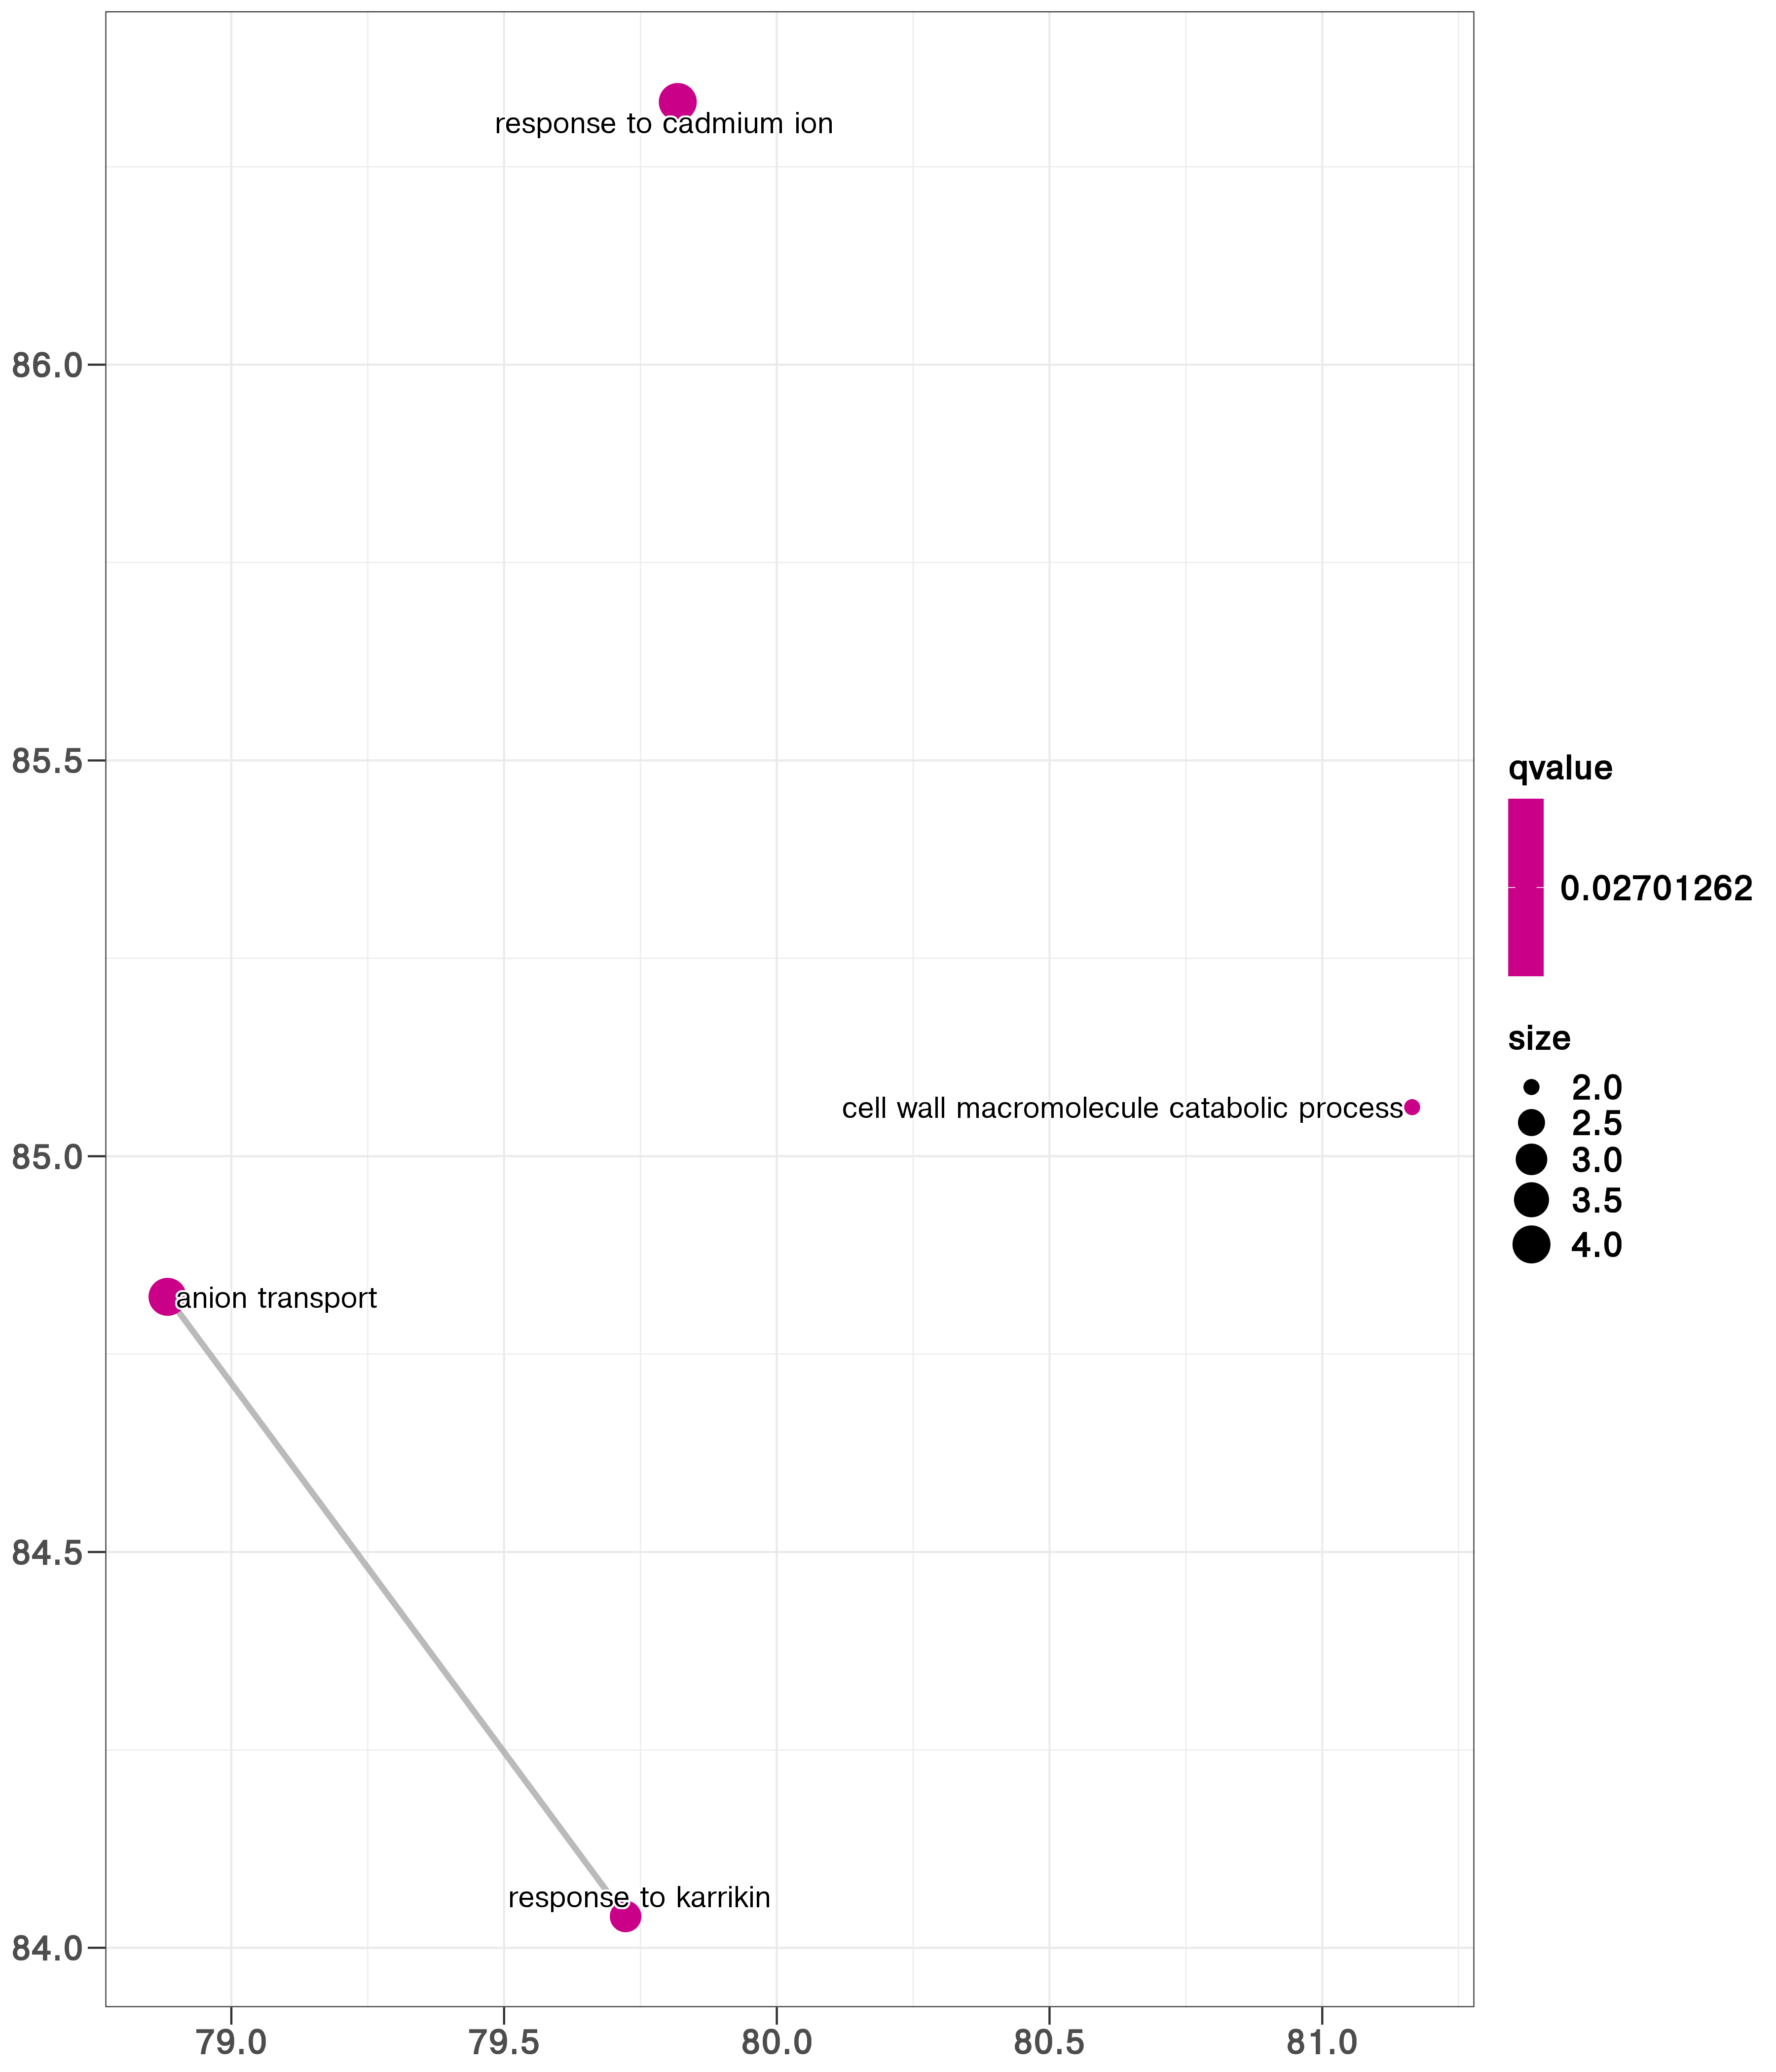 response to cadmium ion
86.0
85.5
cell wall macromolecule catabolic process
85.0
anion transport
84.5
response to karrikin
84.0
79.0 79.5 80.0 80.5 81.0
qvalue
0.02701262
size
2.0
2.5
3.0
3.5
4.0